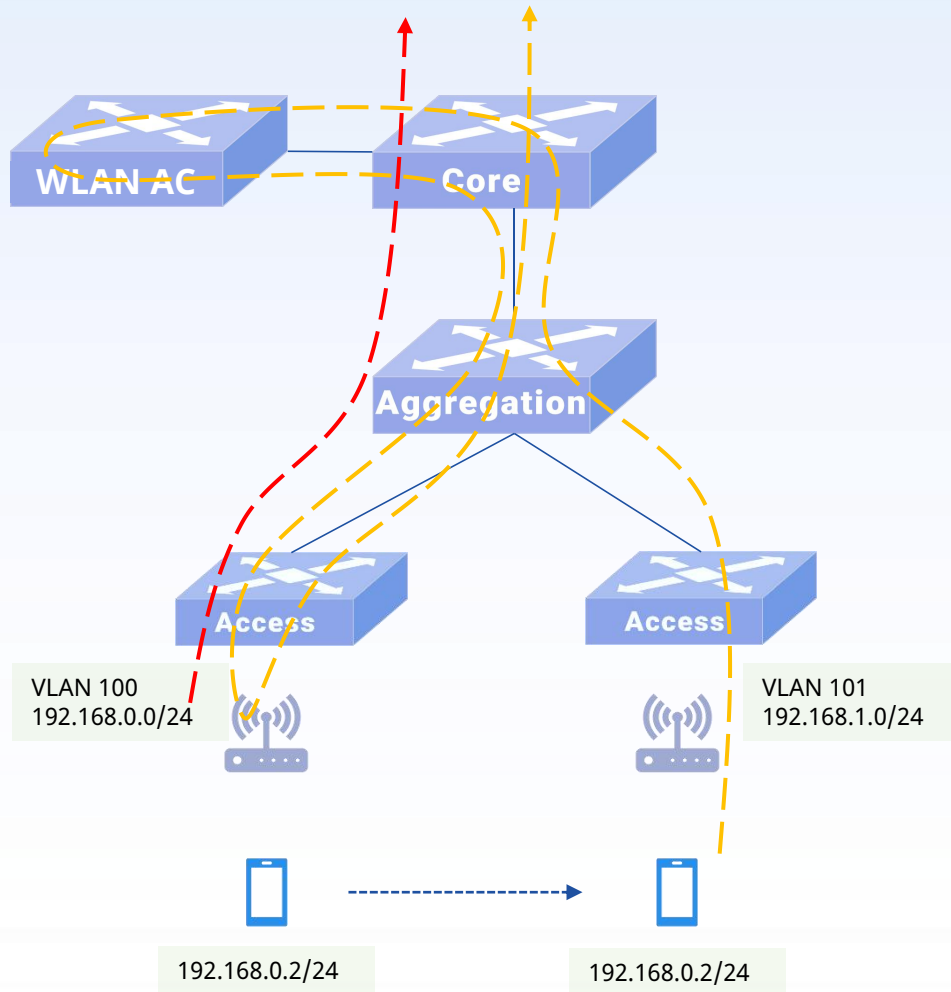 WLAN AC
Core
Aggregation
Access
Access
VLAN 100
192.168.0.0/24
VLAN 101
192.168.1.0/24
192.168.0.2/24
192.168.0.2/24